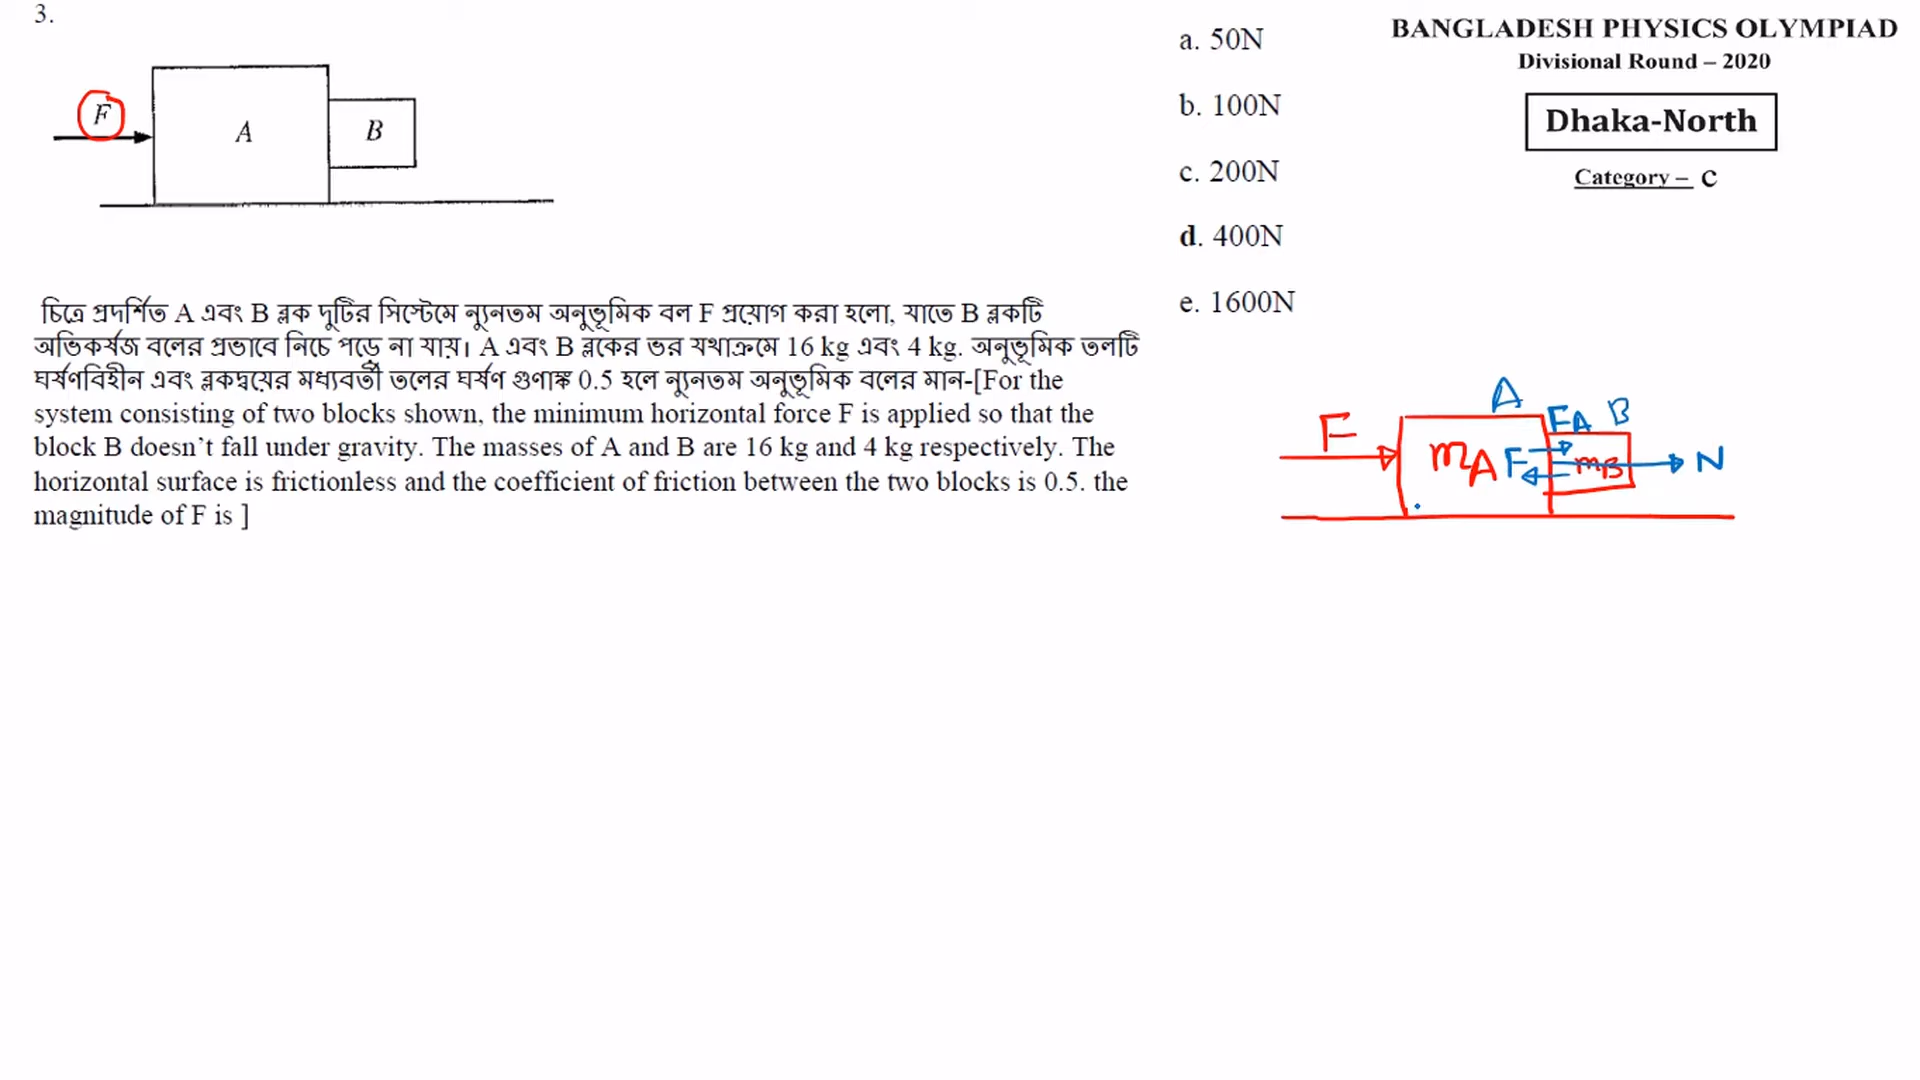 3.
F
A
B
a. 50N
b. 100N
c. 200N
d. 400N
e. 1600N
BANGLADESH PHYSICS OLYMPIAD
Divisional Round – 2020
Dhaka-North
Category – C
চিত্রে প্রদর্শিত A এবং B ব্লক দুটির সিস্টেমে ন্যুনতম অনুভূমিক বল F প্রয়োগ করা হলো, যাতে B ব্লকটি
অভিকর্ষজ বলের প্রভাবে নিচে পড়ে না যায়। A এবং B ব্লকের ভর যথাক্রমে 16 kg এবং 4 kg. অনুভূমিক তলটি
ঘর্ষণবিহীন এবং ব্লকদ্বয়ের মধ্যবর্তী তলের ঘর্ষণ গুণাঙ্ক 0.5 হলে ন্যুনতম অনুভূমিক বলের মান-[For the
system consisting of two blocks shown, the minimum horizontal force F is applied so that the
block B doesn’t fall under gravity. The masses of A and B are 16 kg and 4 kg respectively. The
horizontal surface is frictionless and the coefficient of friction between the two blocks is 0.5. the
magnitude of F is ]
A
F
FA B
mA F mB N